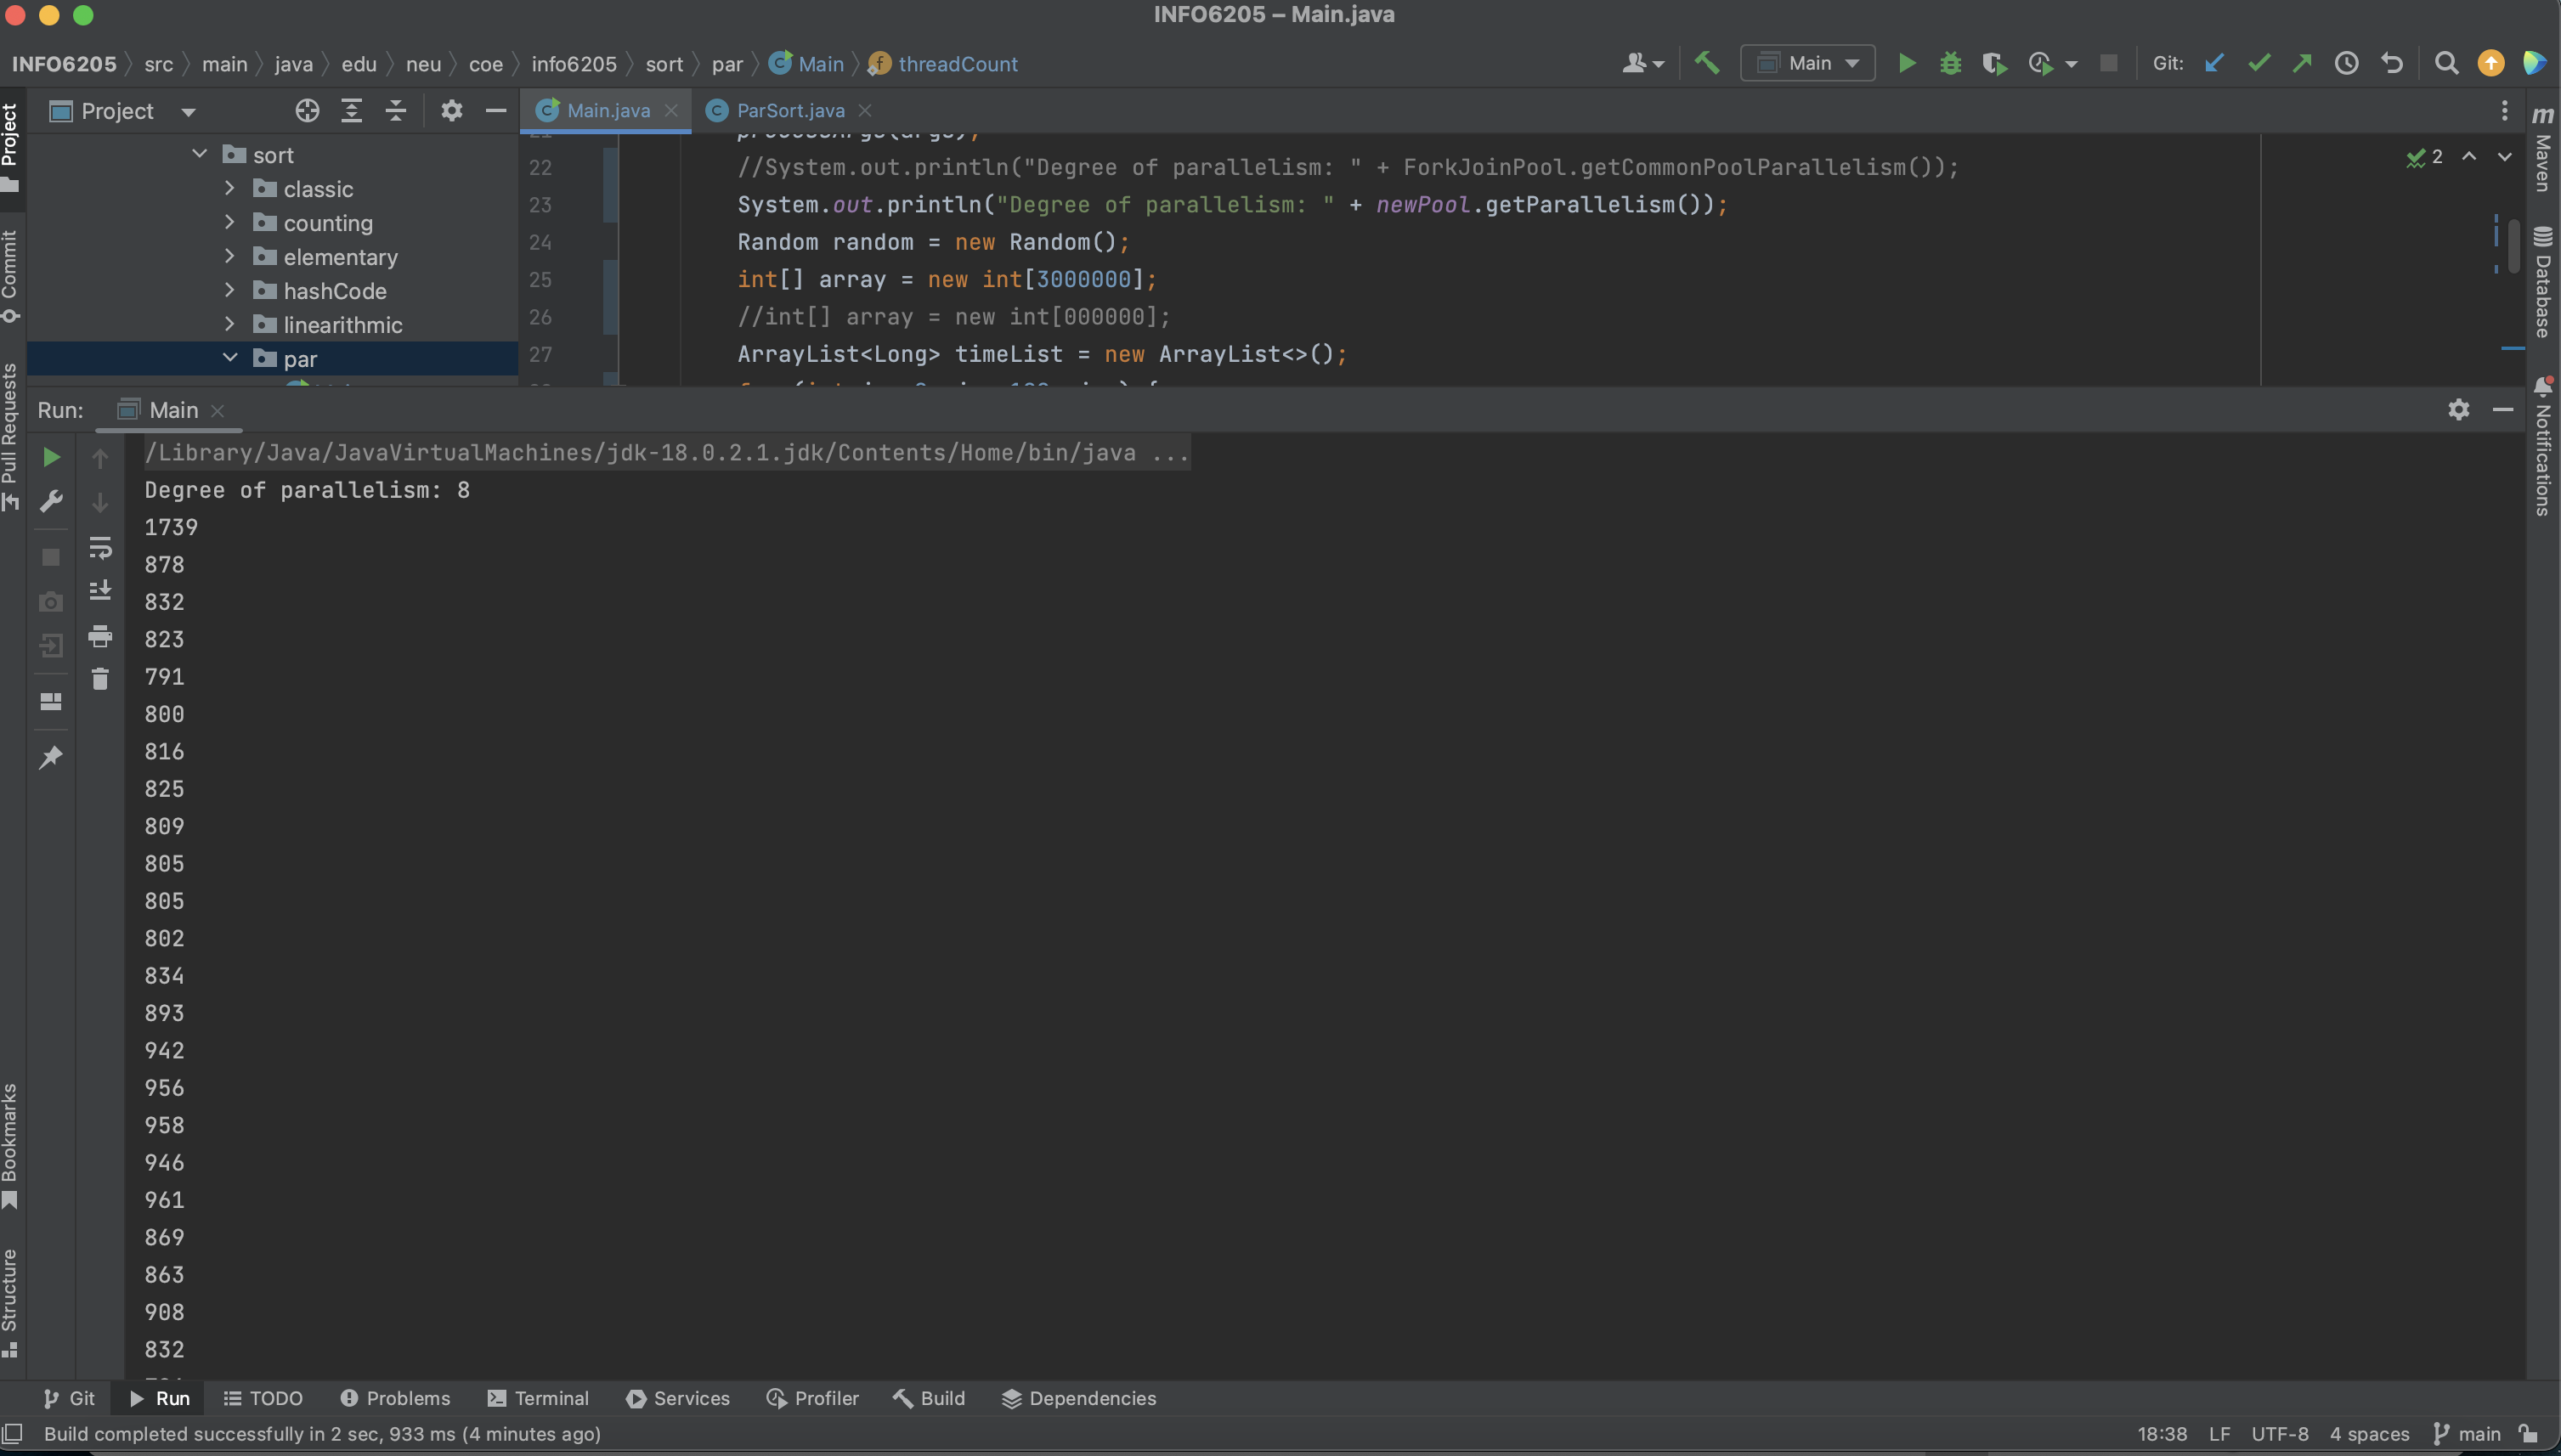 INFO6205 – Main.java
INFO6205 src main java edu neu coe info6205 sort par Main threadCount
Main
Git:
Project
Main.java
ParSort.java
Project
Commit
Pull Requests
Bookmarks
Structure
sort
classic
counting
elementary
hashCode
linearithmic
par
22 //System.out.println("Degree of parallelism: " + ForkJoinPool.getCommonPoolParallelism());
23 System.out.println("Degree of parallelism: " + newPool.getParallelism());
24 Random random = new Random();
25 int[] array = new int[3000000];
26 //int[] array = new int[000000];
27 ArrayList<Long> timeList = new ArrayList<>();
2
m
Maven
Database
Notifications
Run: Main
/Library/Java/JavaVirtualMachines/jdk-18.0.2.1.jdk/Contents/Home/bin/java ...
Degree of parallelism: 8
1739
878
832
823
791
800
816
825
809
805
805
802
834
893
942
956
958
946
961
869
863
908
832
Git Run TODO Problems Terminal Services Profiler Build Dependencies
Build completed successfully in 2 sec, 933 ms (4 minutes ago)
18:38 LF UTF-8 4 spaces main